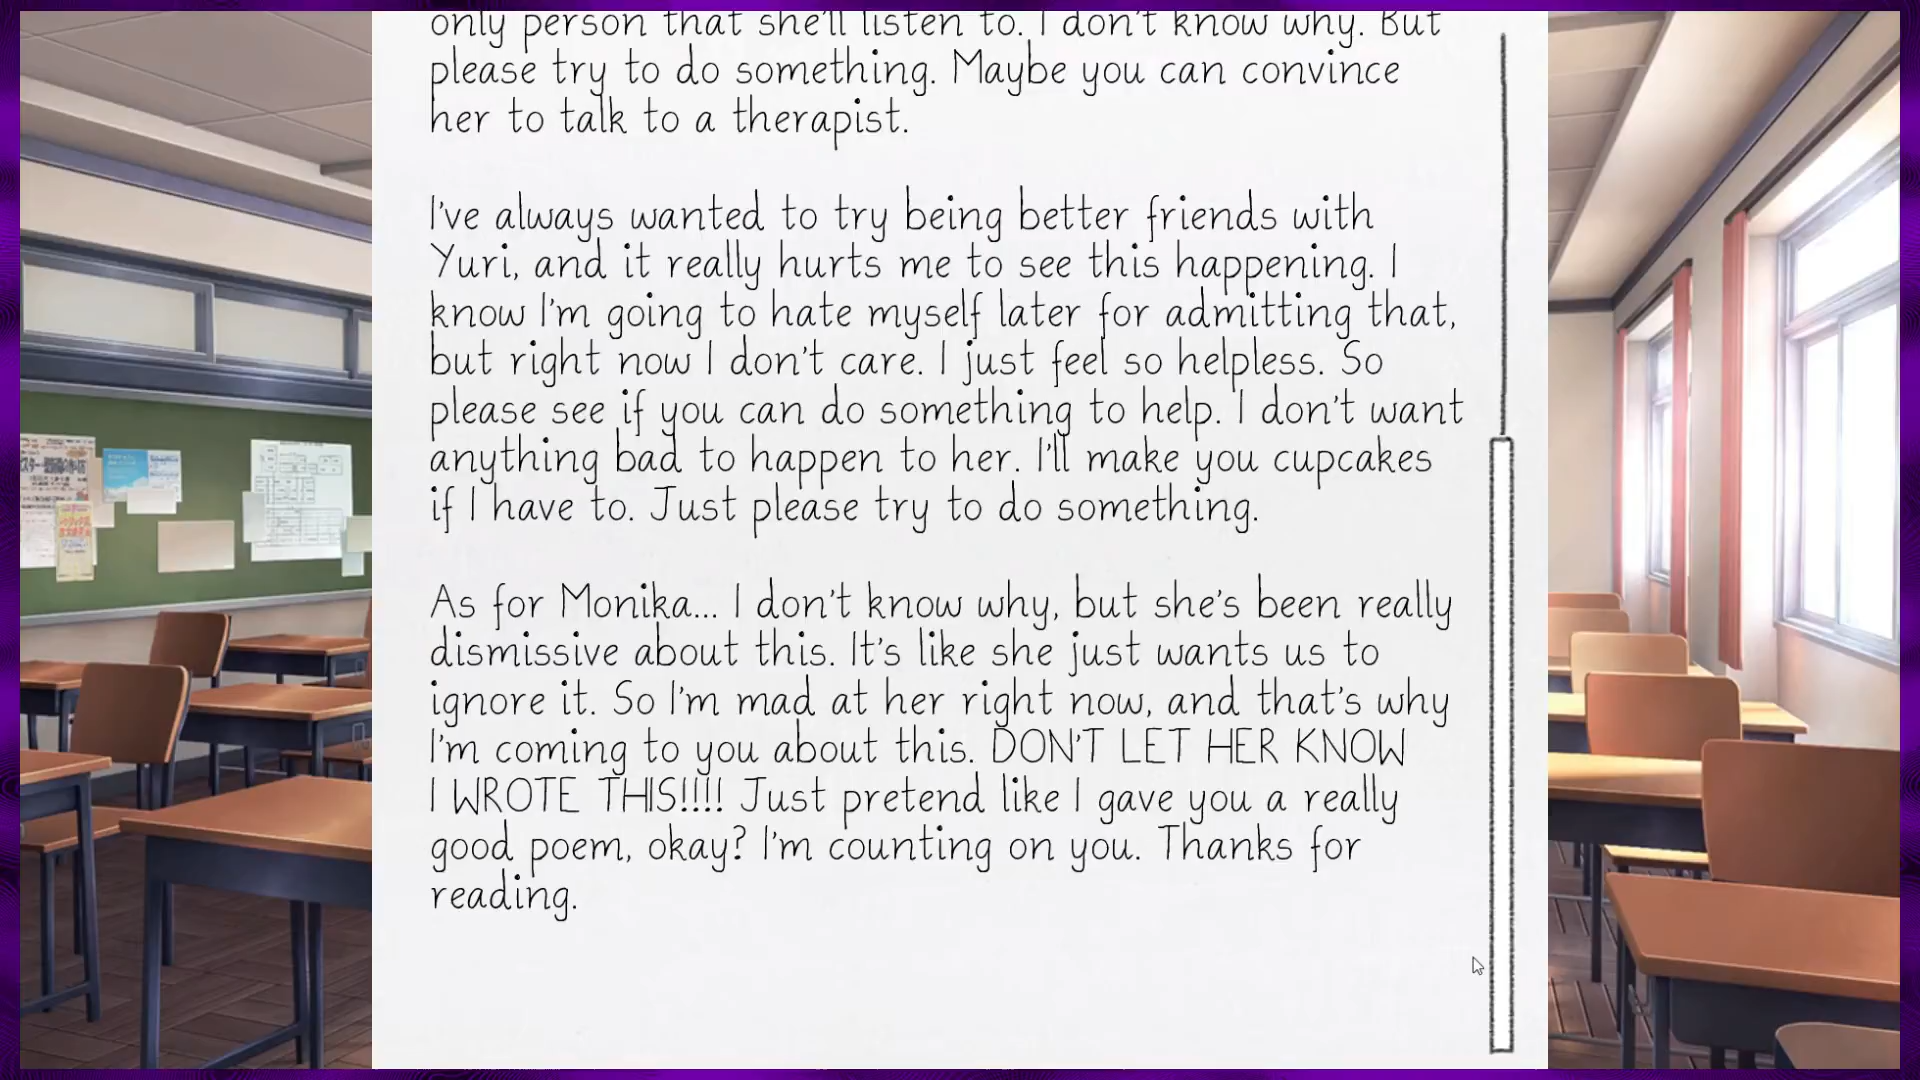 only person that she'll listen to. I don't know why. But
please try to do something. Maybe you can convince
her to talk to a therapist.
I've always wanted to try being better friends with
Yuri, and it really hurts me to see this happening. I
know I'm going to hate myself later for admitting that,
but right now I don't care. I just feel so helpless. So
please see if you can do something to help. I don't want
anything bad to happen to her. I'll make you cupcakes
if I have to. Just please try to do something.
As for Monika... I don't know why, but she's been really
dismissive about this. It's like she just wants us to
ignore it. So I'm mad at her right now, and that's why
I'm coming to you about this. DON'T LET HER KNOW
I WROTE THIS!!!! Just pretend like I gave you a really
good poem, okay? I'm counting on you. Thanks for
reading.